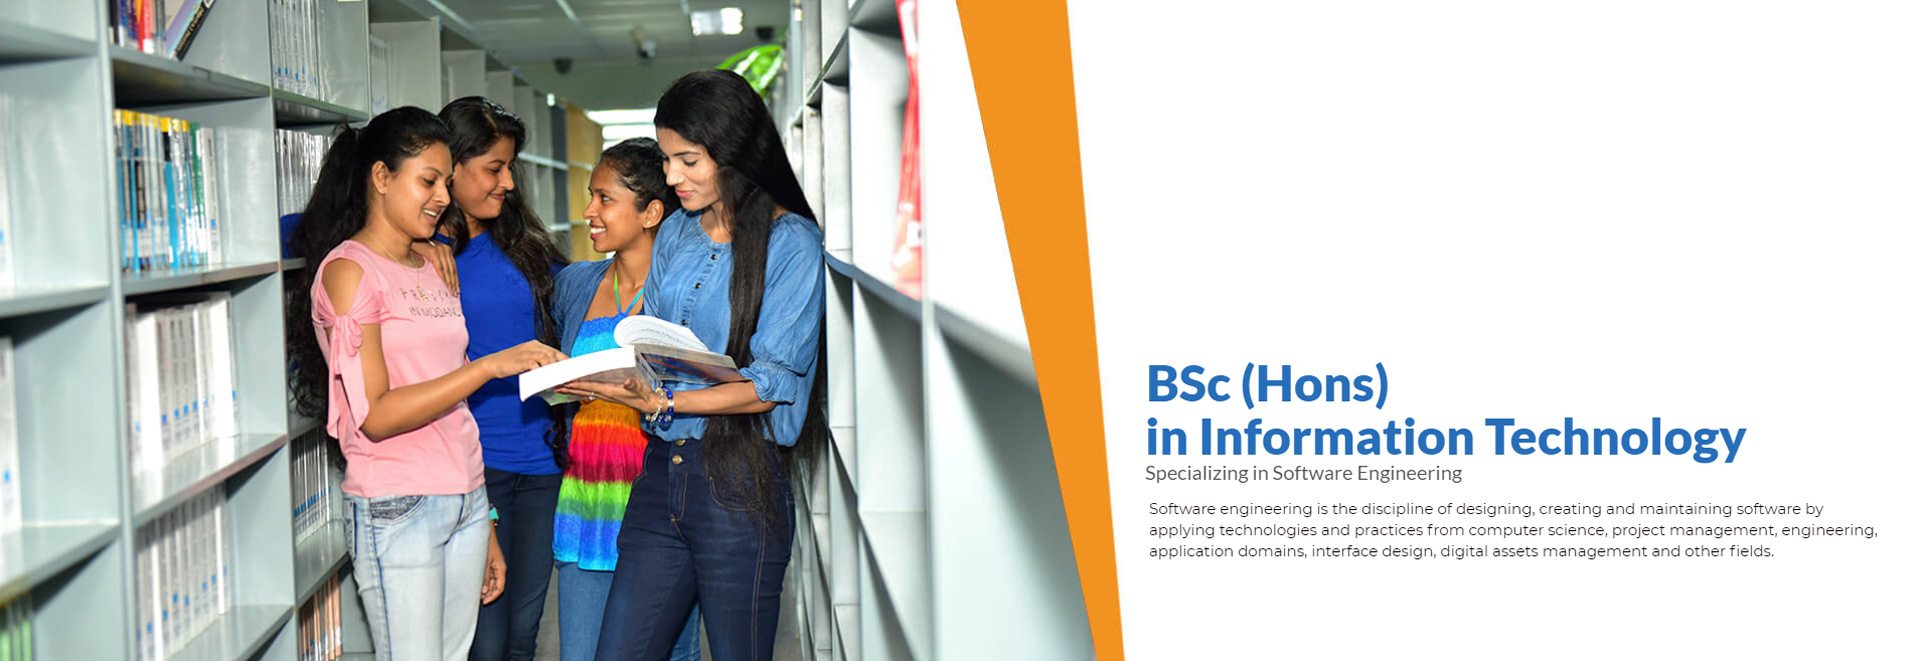 BSc (Hons)
in Information Technology
Specializing in Software Engineering
Software engineering is the discipline of designing, creating and maintaining software by
applying technologies and practices from computer science, project management, engineering,
application domains, interface design, digital assets management and other fields.